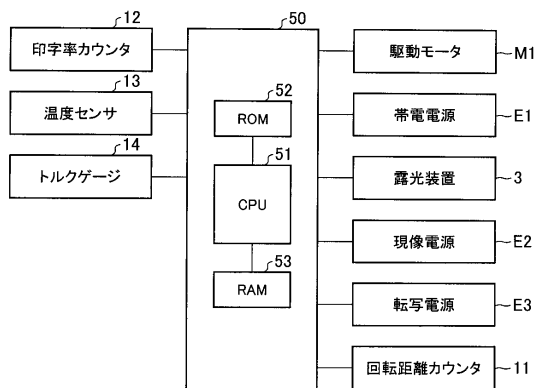 12
印字率カウンタ
13
温度センサ
14
トルクゲージ
50
52
ROM
51
CPU
53
RAM
駆動モータ
M1
帯電電源
E1
露光装置
3
現像電源
E2
転写電源
E3
回転距離カウンタ
11